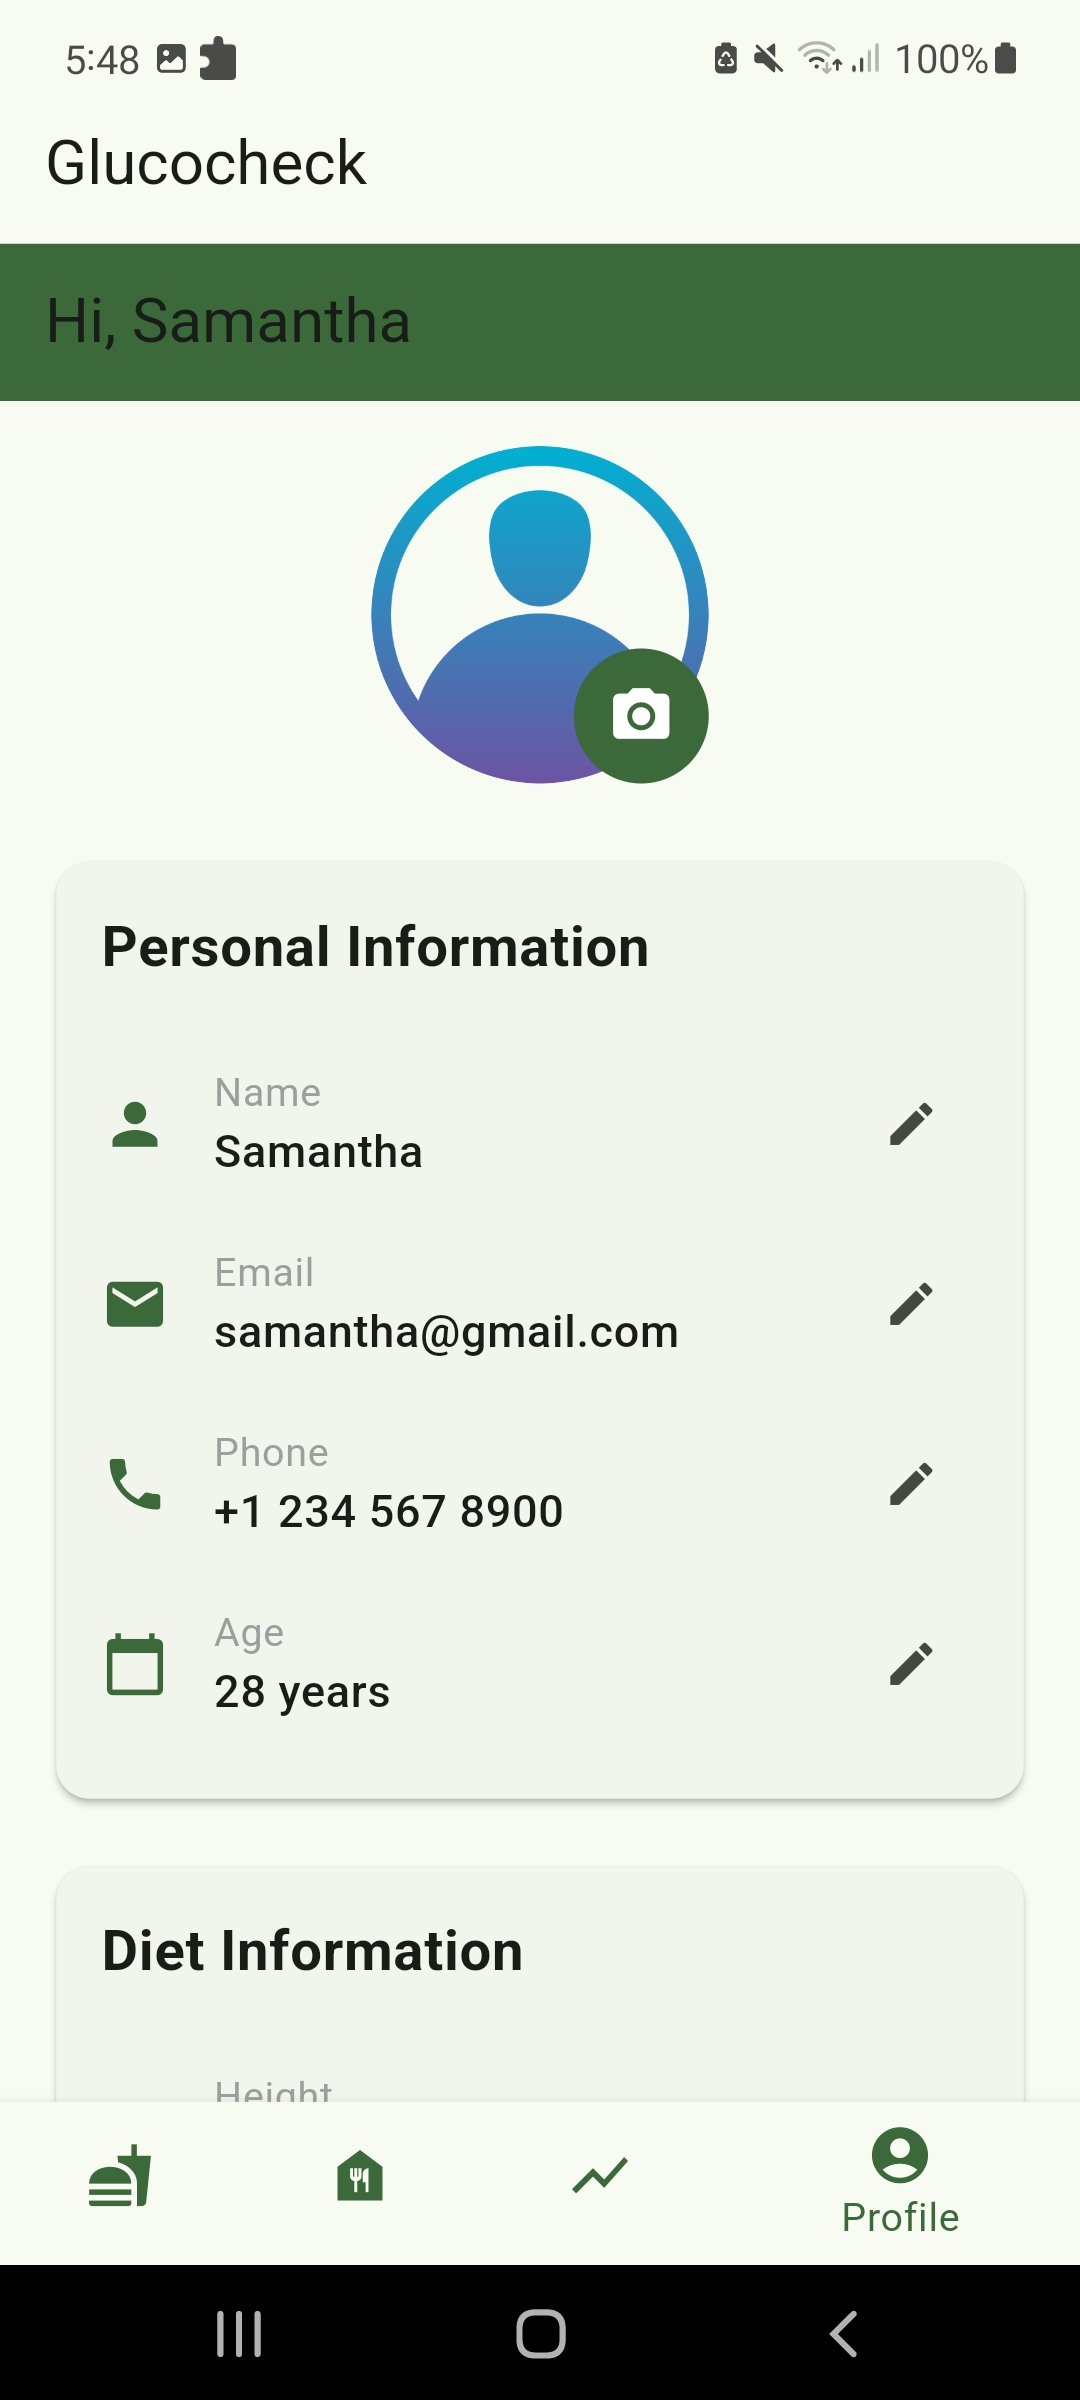 5:48
100%
Glucocheck
Hi, Samantha
Personal Information
Name
Samantha
Email
samantha@gmail.com
Phone
+1 234 567 8900
Age
28 years
Diet Information
Height
Profile